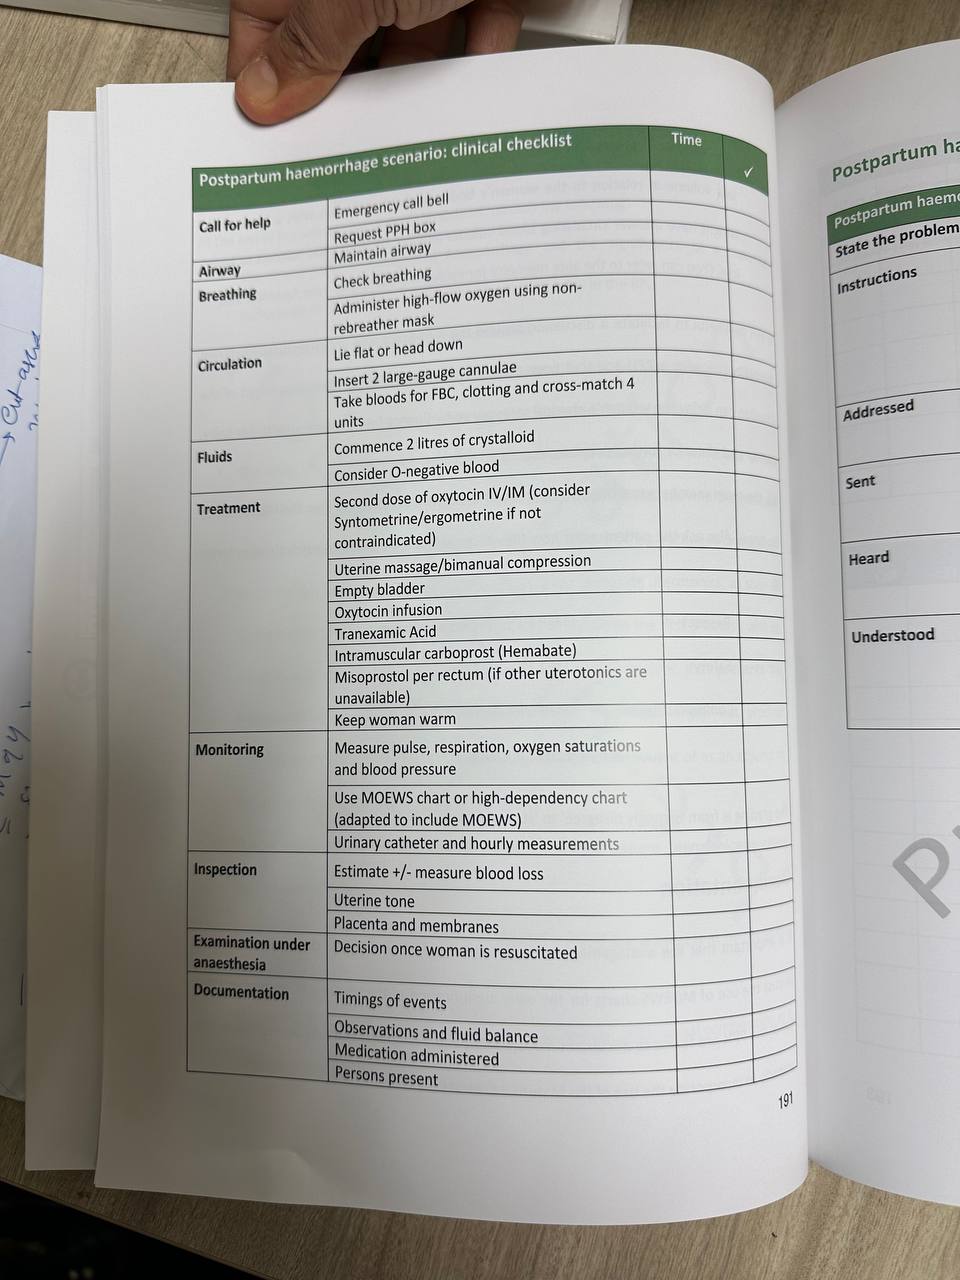 Postpartum haemorrhage scenario: clinical checklist
Time
✓
Call for help
Emergency call bell
Request PPH box
Airway
Maintain airway
Breathing
Check breathing
Administer high-flow oxygen using non-
rebreather mask
Circulation
Lie flat or head down
Insert 2 large-gauge cannulae
Take bloods for FBC, clotting and cross-match 4
units
Fluids
Commence 2 litres of crystalloid
Consider O-negative blood
Treatment
Second dose of oxytocin IV/IM (consider
Syntometrine/ergometrine if not
contraindicated)
Uterine massage/bimanual compression
Empty bladder
Oxytocin infusion
Tranexamic Acid
Intramuscular carboprost (Hemabate)
Misoprostol per rectum (if other uterotonics are
unavailable)
Keep woman warm
Monitoring
Measure pulse, respiration, oxygen saturations
and blood pressure
Use MOEWS chart or high-dependency chart
(adapted to include MOEWS)
Urinary catheter and hourly measurements
Inspection
Estimate +/- measure blood loss
Uterine tone
Placenta and membranes
Examination under
anaesthesia
Decision once woman is resuscitated
Documentation
Timings of events
Observations and fluid balance
Medication administered
Persons present
191
Postpartum ha
Postpartum haemo
State the problem
Instructions
Addressed
Sent
Heard
Understood